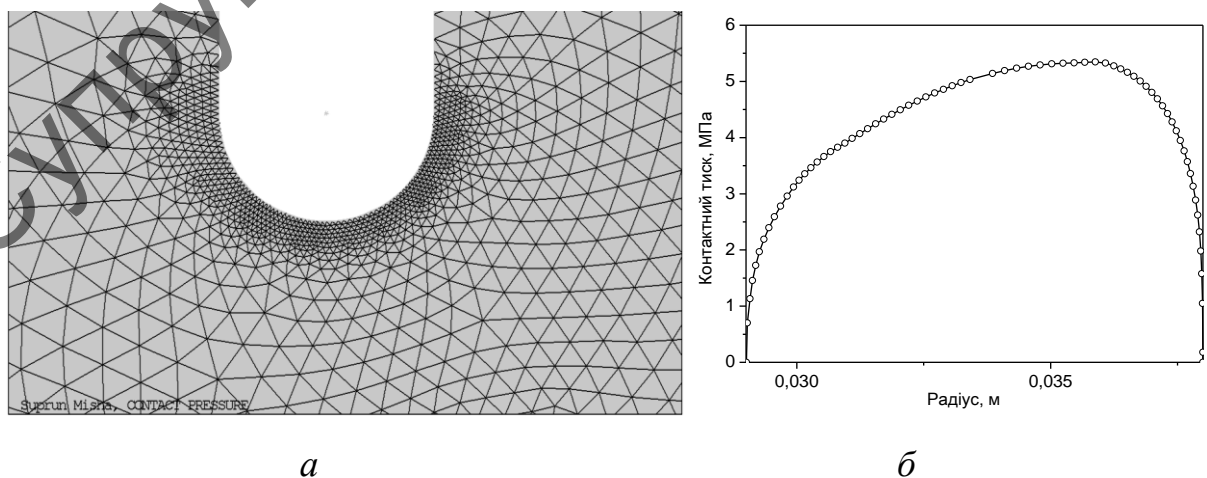 Супру
Suprun Misha, CONTACT PRESSURE
Контактний тиск, МПа
6
5
4
3
2
1
0
0,030
0,035
Радіус, м
а
б